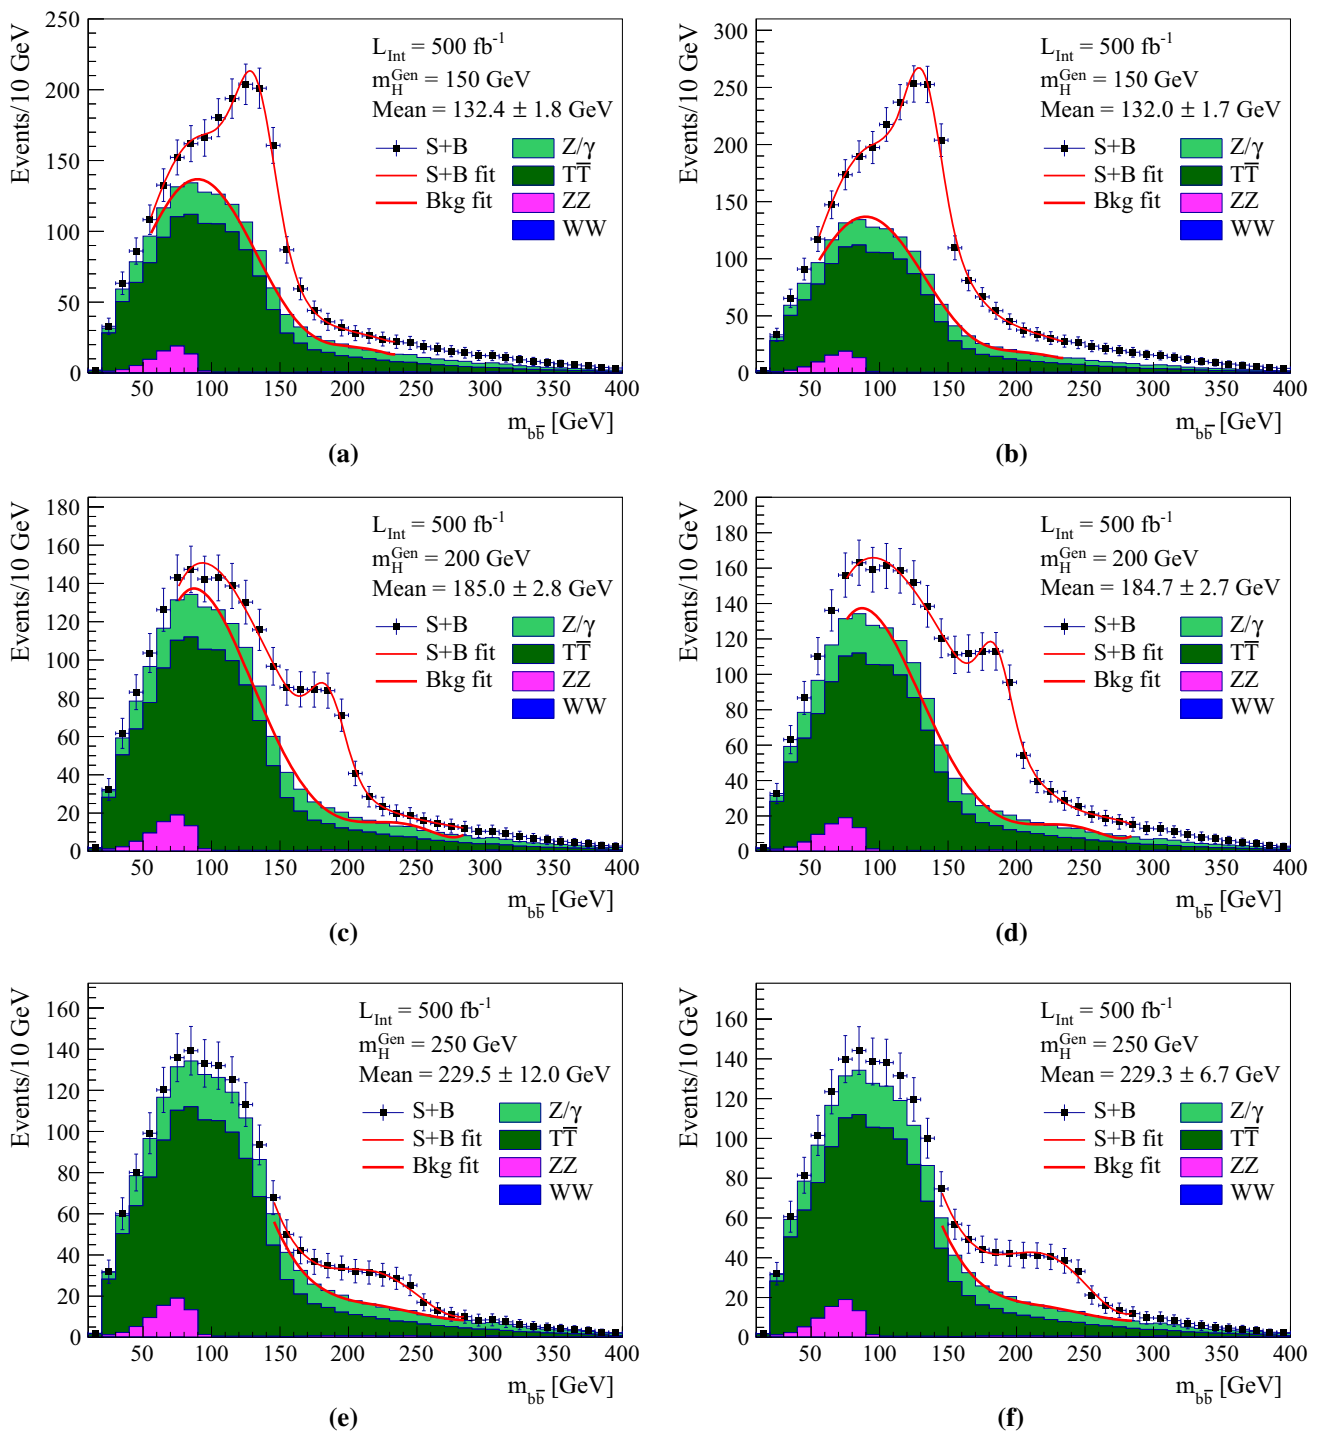 Events/10 GeV
250
200
150
100
50
0
L_Int = 500 fb^-1
m_H^Gen = 150 GeV
Mean = 132.4 ± 1.8 GeV
S+B Z/γ
S+B fit TT̅
Bkg fit ZZ
WW
50 100 150 200 250 300 350 400
m_bb̅ [GeV]
(a)
Events/10 GeV
300
250
200
150
100
50
0
L_Int = 500 fb^-1
m_H^Gen = 150 GeV
Mean = 132.0 ± 1.7 GeV
S+B Z/γ
S+B fit TT̅
Bkg fit ZZ
WW
50 100 150 200 250 300 350 400
m_bb̅ [GeV]
(b)
Events/10 GeV
180
160
140
120
100
80
60
40
20
0
L_Int = 500 fb^-1
m_H^Gen = 200 GeV
Mean = 185.0 ± 2.8 GeV
S+B Z/γ
S+B fit TT̅
Bkg fit ZZ
WW
50 100 150 200 250 300 350 400
m_bb̅ [GeV]
(c)
Events/10 GeV
200
180
160
140
120
100
80
60
40
20
0
L_Int = 500 fb^-1
m_H^Gen = 200 GeV
Mean = 184.7 ± 2.7 GeV
S+B Z/γ
S+B fit TT̅
Bkg fit ZZ
WW
50 100 150 200 250 300 350 400
m_bb̅ [GeV]
(d)
Events/10 GeV
160
140
120
100
80
60
40
20
0
L_Int = 500 fb^-1
m_H^Gen = 250 GeV
Mean = 229.5 ± 12.0 GeV
S+B Z/γ
S+B fit TT̅
Bkg fit ZZ
WW
50 100 150 200 250 300 350 400
m_bb̅ [GeV]
(e)
Events/10 GeV
160
140
120
100
80
60
40
20
0
L_Int = 500 fb^-1
m_H^Gen = 250 GeV
Mean = 229.3 ± 6.7 GeV
S+B Z/γ
S+B fit TT̅
Bkg fit ZZ
WW
50 100 150 200 250 300 350 400
m_bb̅ [GeV]
(f)